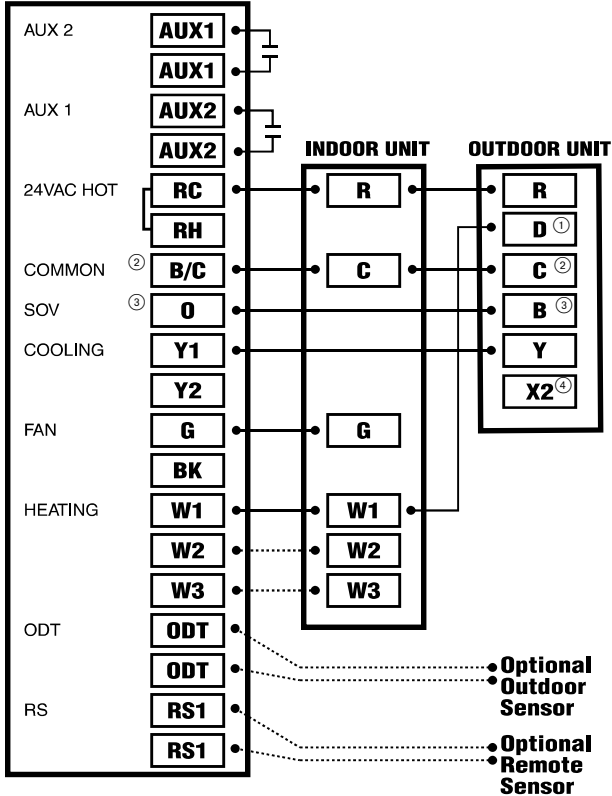 AUX 2 AUX1
AUX1
AUX 1 AUX2
AUX2
INDOOR UNIT OUTDOOR UNIT
24VAC HOT RC R R
RH D ①
COMMON ② B/C C C ②
SOV ③ O B ③
COOLING Y1 Y
Y2 X2 ④
FAN G G
BK
HEATING W1 W1
W2 W2
W3 W3
ODT ODT
ODT Optional
Outdoor
Sensor
RS RS1
RS1 Optional
Remote
Sensor